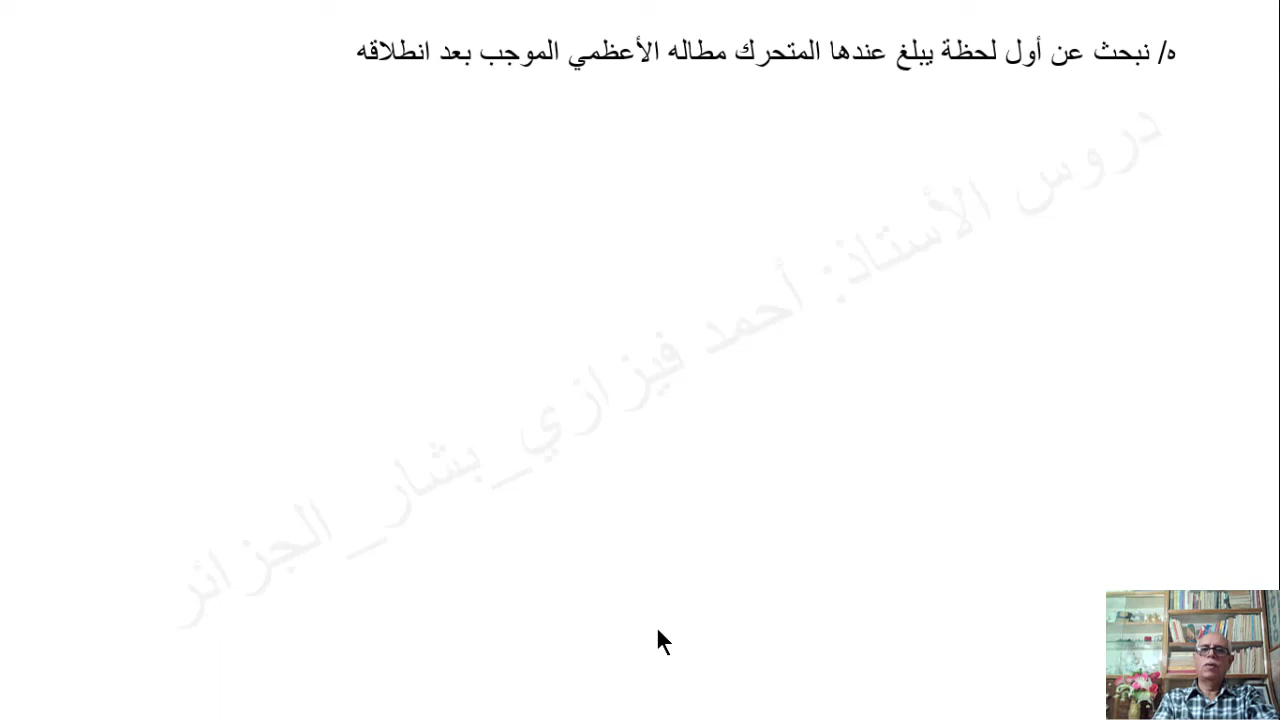 ه/ نبحث عن أول لحظة يبلغ عندها المتحرك مطاله الأعظمي الموجب بعد انطلاقه
دروس الأستاذ: أحمد فيزازي_بشار_الجزائر